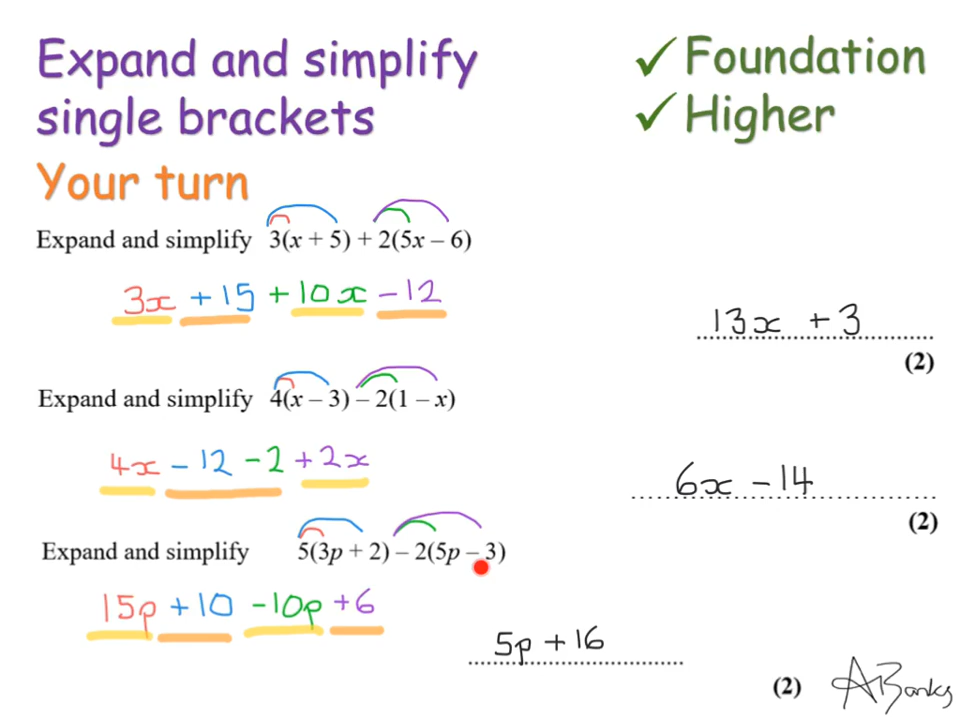 Expand and simplify
single brackets
✓ Foundation
✓ Higher
Your turn
Expand and simplify 3(x + 5) + 2(5x – 6)
3x + 15 + 10x - 12
13x + 3
(2)
Expand and simplify 4(x – 3) – 2(1 – x)
4x - 12 - 2 + 2x
6x - 14
(2)
Expand and simplify 5(3p + 2) – 2(5p – 3)
15p + 10 - 10p + 6
5p + 16
(2)
ABanks